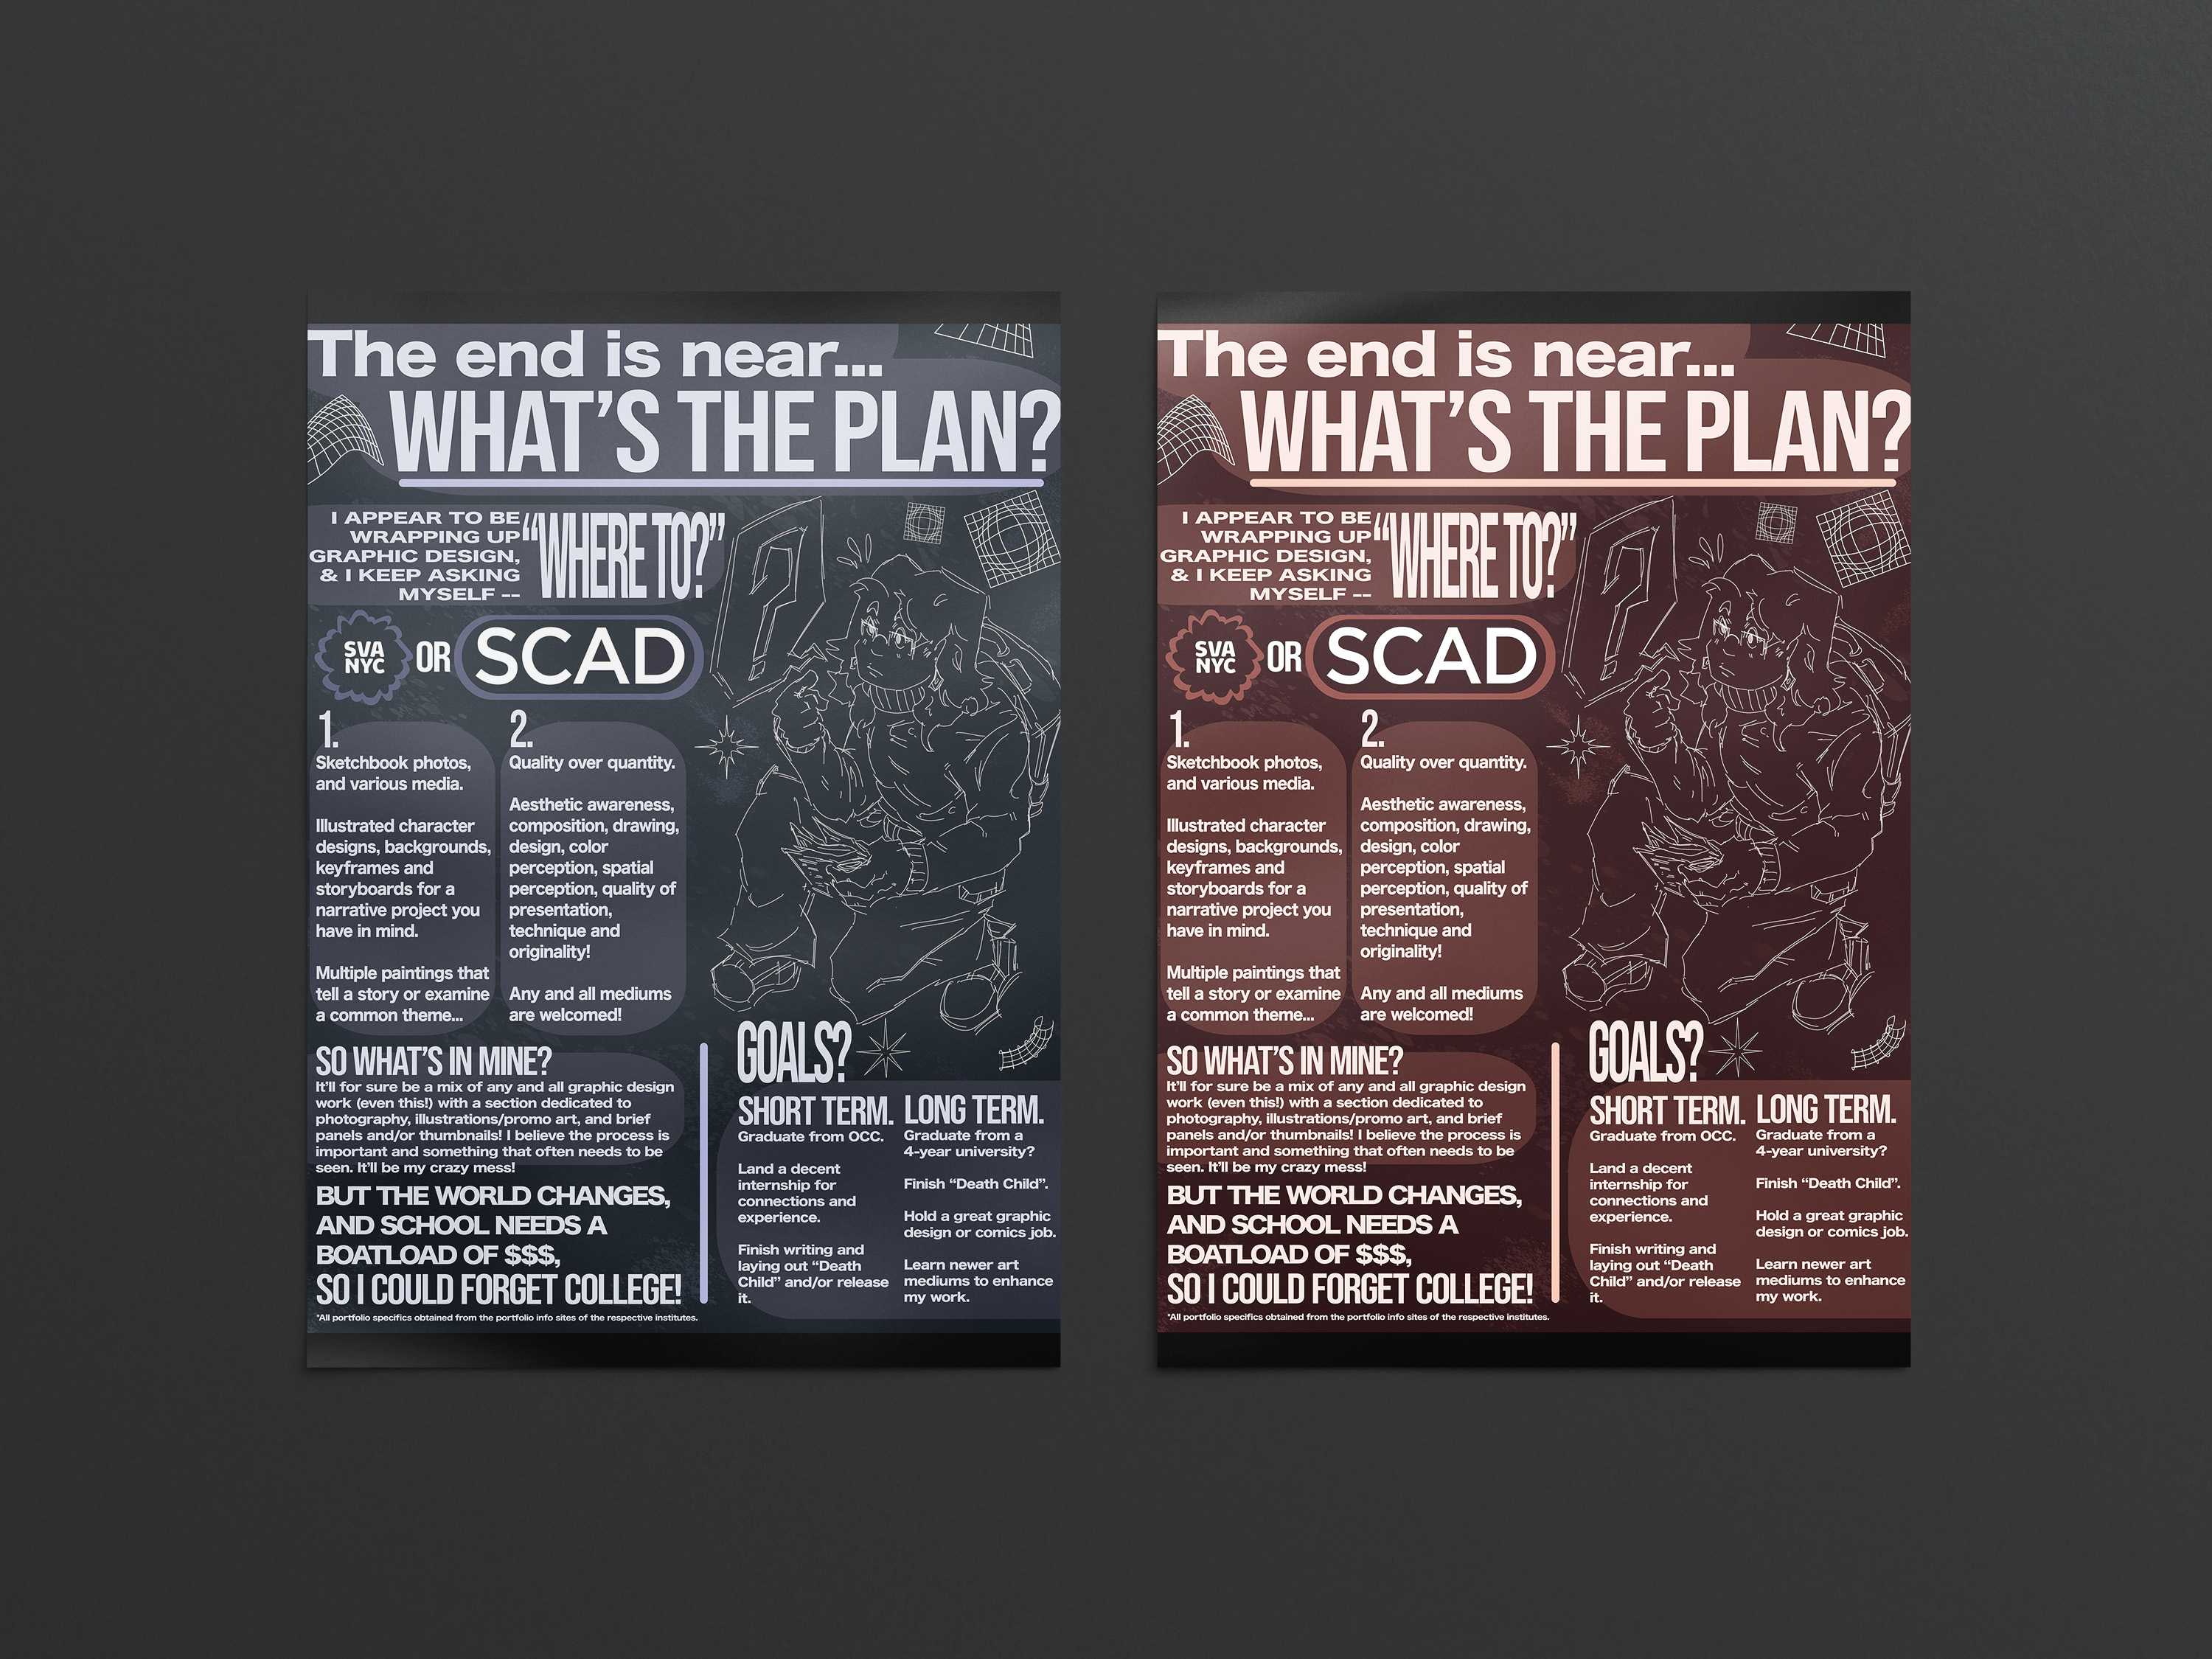 The end is near...
WHAT'S THE PLAN?
I APPEAR TO BE
WRAPPING UP
GRAPHIC DESIGN,
& I KEEP ASKING
MYSELF --
“WHERE TO?”
SVA
NYC
OR
SCAD
1.
Sketchbook photos,
and various media.
Illustrated character
designs, backgrounds,
keyframes and
storyboards for a
narrative project you
have in mind.
Multiple paintings that
tell a story or examine
a common theme...
2.
Quality over quantity.
Aesthetic awareness,
composition, drawing,
design, color
perception, spatial
perception, quality of
presentation,
technique and
originality!
Any and all mediums
are welcomed!
SO WHAT'S IN MINE?
It'll for sure be a mix of any and all graphic design
work (even this!) with a section dedicated to
photography, illustrations/promo art, and brief
panels and/or thumbnails! I believe the process is
important and something that often needs to be
seen. It'll be my crazy mess!
BUT THE WORLD CHANGES,
AND SCHOOL NEEDS A
BOATLOAD OF $$$,
SO I COULD FORGET COLLEGE!
*All portfolio specifics obtained from the portfolio info sites of the respective institutes.
?
GOALS?
SHORT TERM.
Graduate from OCC.
Land a decent
internship for
connections and
experience.
Finish writing and
laying out “Death
Child” and/or release
it.
LONG TERM.
Graduate from a
4-year university?
Finish “Death Child”.
Hold a great graphic
design or comics job.
Learn newer art
mediums to enhance
my work.
The end is near...
WHAT'S THE PLAN?
I APPEAR TO BE
WRAPPING UP
GRAPHIC DESIGN,
& I KEEP ASKING
MYSELF --
“WHERE TO?”
SVA
NYC
OR
SCAD
1.
Sketchbook photos,
and various media.
Illustrated character
designs, backgrounds,
keyframes and
storyboards for a
narrative project you
have in mind.
Multiple paintings that
tell a story or examine
a common theme...
2.
Quality over quantity.
Aesthetic awareness,
composition, drawing,
design, color
perception, spatial
perception, quality of
presentation,
technique and
originality!
Any and all mediums
are welcomed!
SO WHAT'S IN MINE?
It'll for sure be a mix of any and all graphic design
work (even this!) with a section dedicated to
photography, illustrations/promo art, and brief
panels and/or thumbnails! I believe the process is
important and something that often needs to be
seen. It'll be my crazy mess!
BUT THE WORLD CHANGES,
AND SCHOOL NEEDS A
BOATLOAD OF $$$,
SO I COULD FORGET COLLEGE!
*All portfolio specifics obtained from the portfolio info sites of the respective institutes.
?
GOALS?
SHORT TERM.
Graduate from OCC.
Land a decent
internship for
connections and
experience.
Finish writing and
laying out “Death
Child” and/or release
it.
LONG TERM.
Graduate from a
4-year university?
Finish “Death Child”.
Hold a great graphic
design or comics job.
Learn newer art
mediums to enhance
my work.